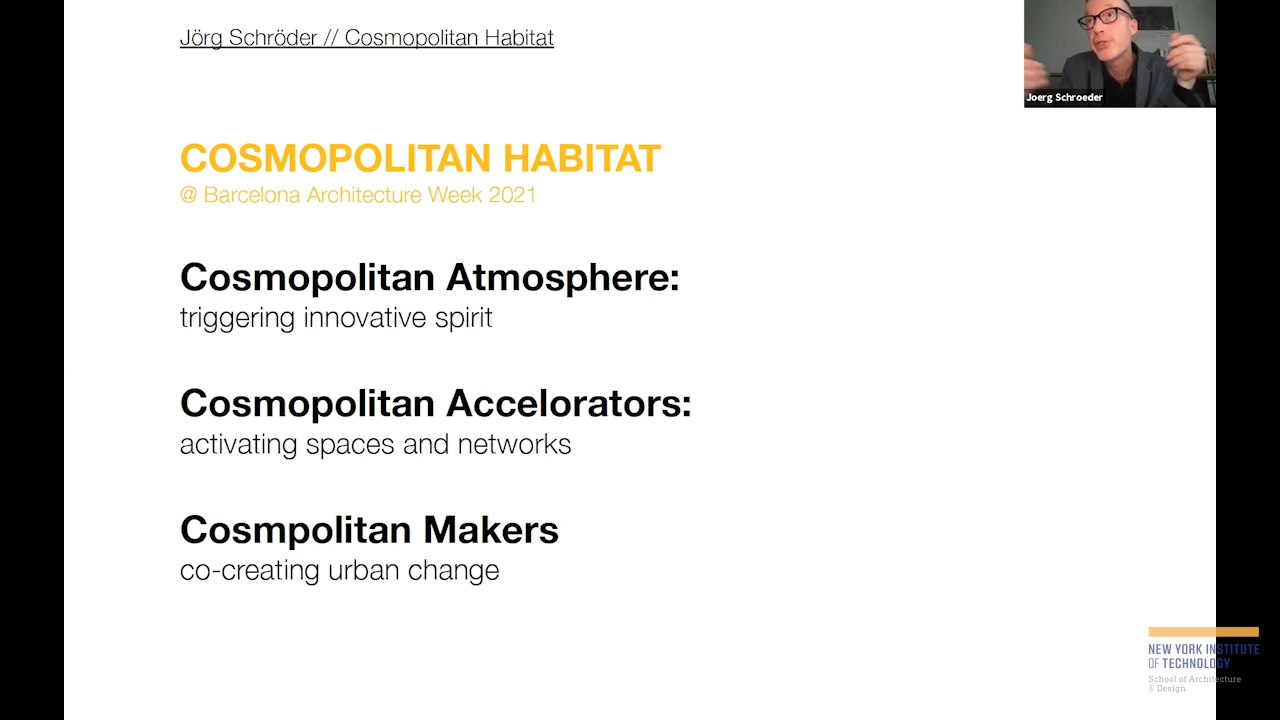 Jörg Schröder // Cosmopolitan Habitat
Joerg Schroeder
COSMOPOLITAN HABITAT
@ Barcelona Architecture Week 2021
Cosmopolitan Atmosphere:
triggering innovative spirit
Cosmopolitan Accelorators:
activating spaces and networks
Cosmpolitan Makers
co-creating urban change
NEW YORK INSTITUTE
OF TECHNOLOGY
School of Architecture
& Design